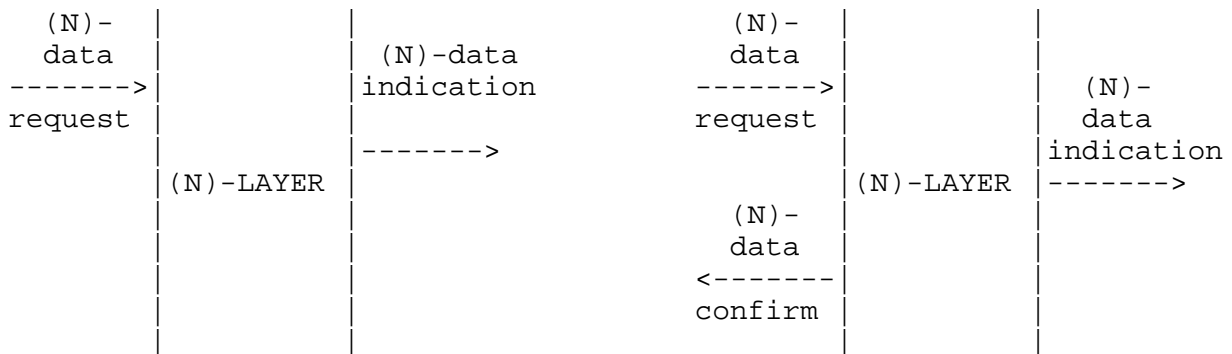 (N)- | | (N)- | |
data | | (N)-data data | |
------->| |indication ------->| | (N)-
request | | request | | data
| |-------> | |indication
|(N)-LAYER | |(N)-LAYER |------->
| | (N)- | |
| | data | |
| | <-------| |
| | confirm | |
| | | |